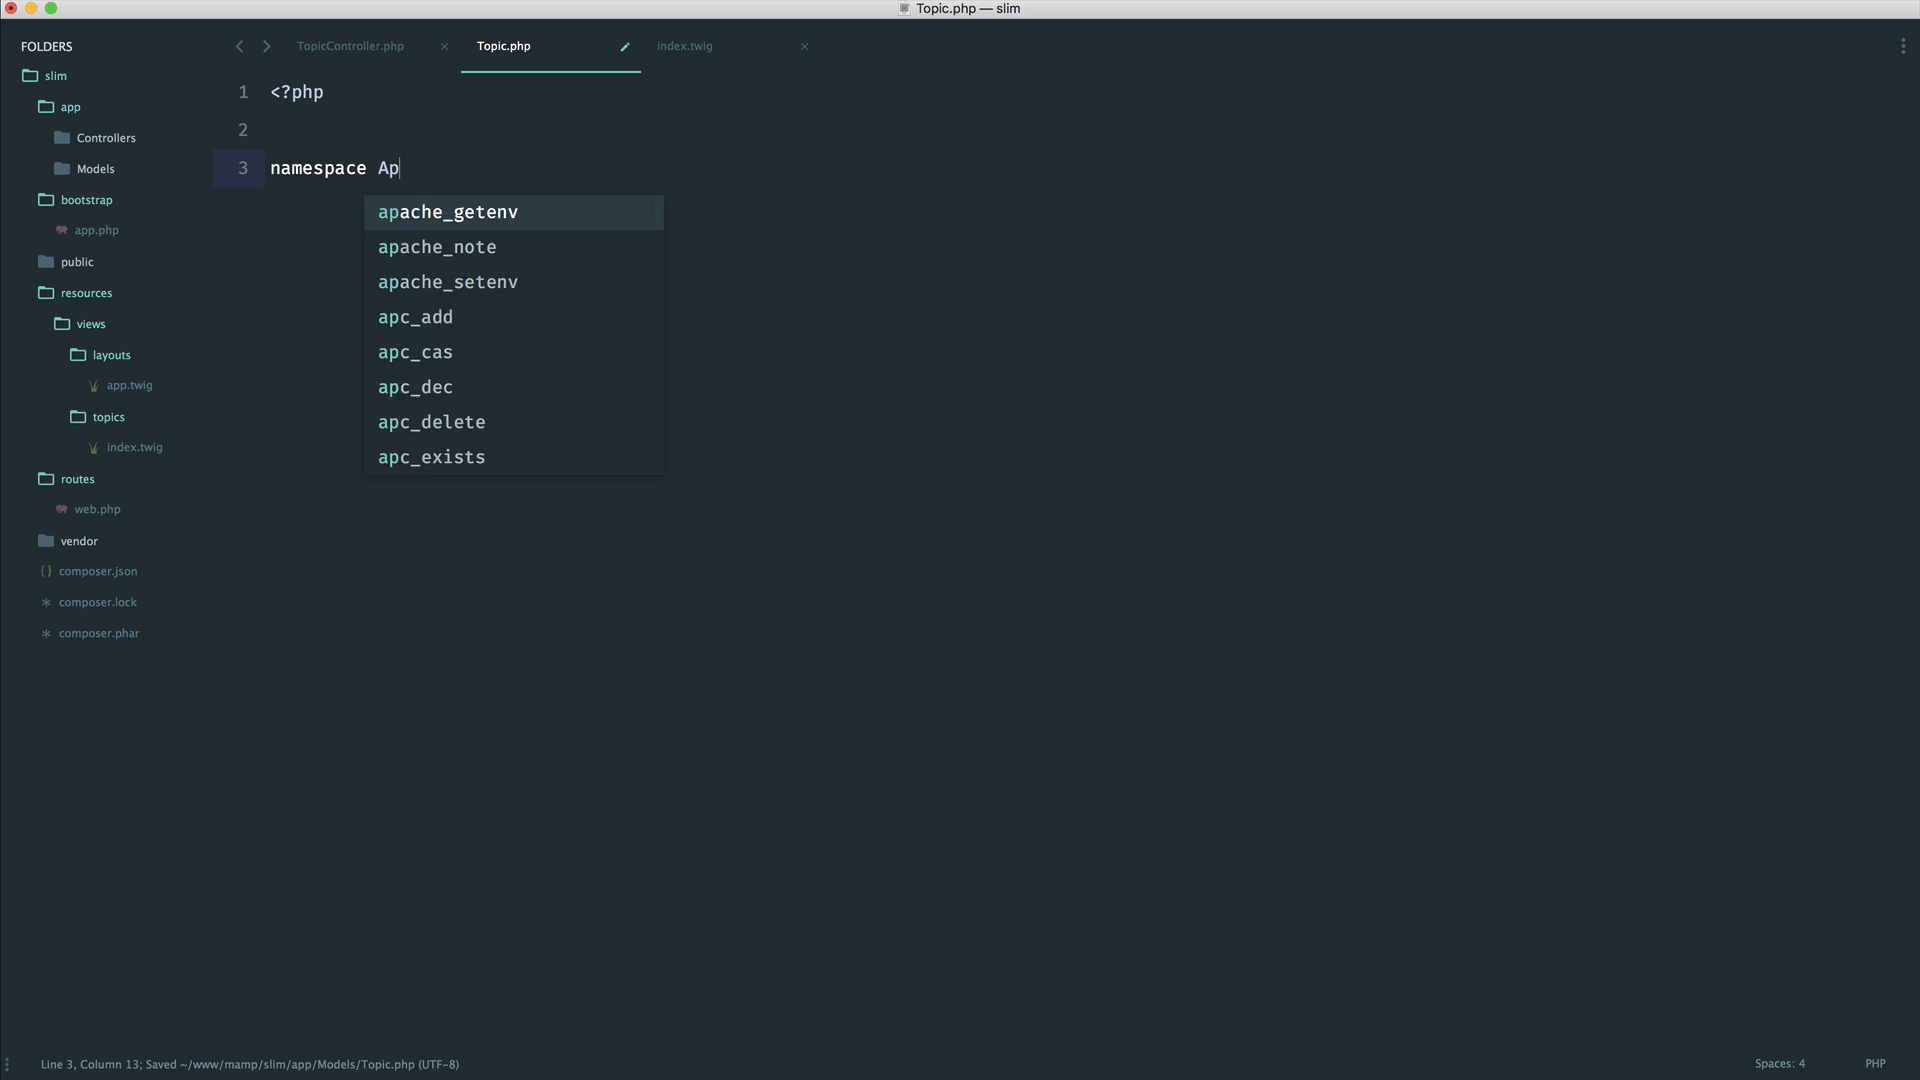 Topic.php — slim
FOLDERS
slim
app
Controllers
Models
bootstrap
app.php
public
resources
views
layouts
app.twig
topics
index.twig
routes
web.php
vendor
{} composer.json
* composer.lock
* composer.phar
TopicController.php
Topic.php
index.twig
1 <?php
2
3 namespace Ap
apache_getenv
apache_note
apache_setenv
apc_add
apc_cas
apc_dec
apc_delete
apc_exists
Line 3, Column 13; Saved ~/www/mamp/slim/app/Models/Topic.php (UTF-8)
Spaces: 4
PHP